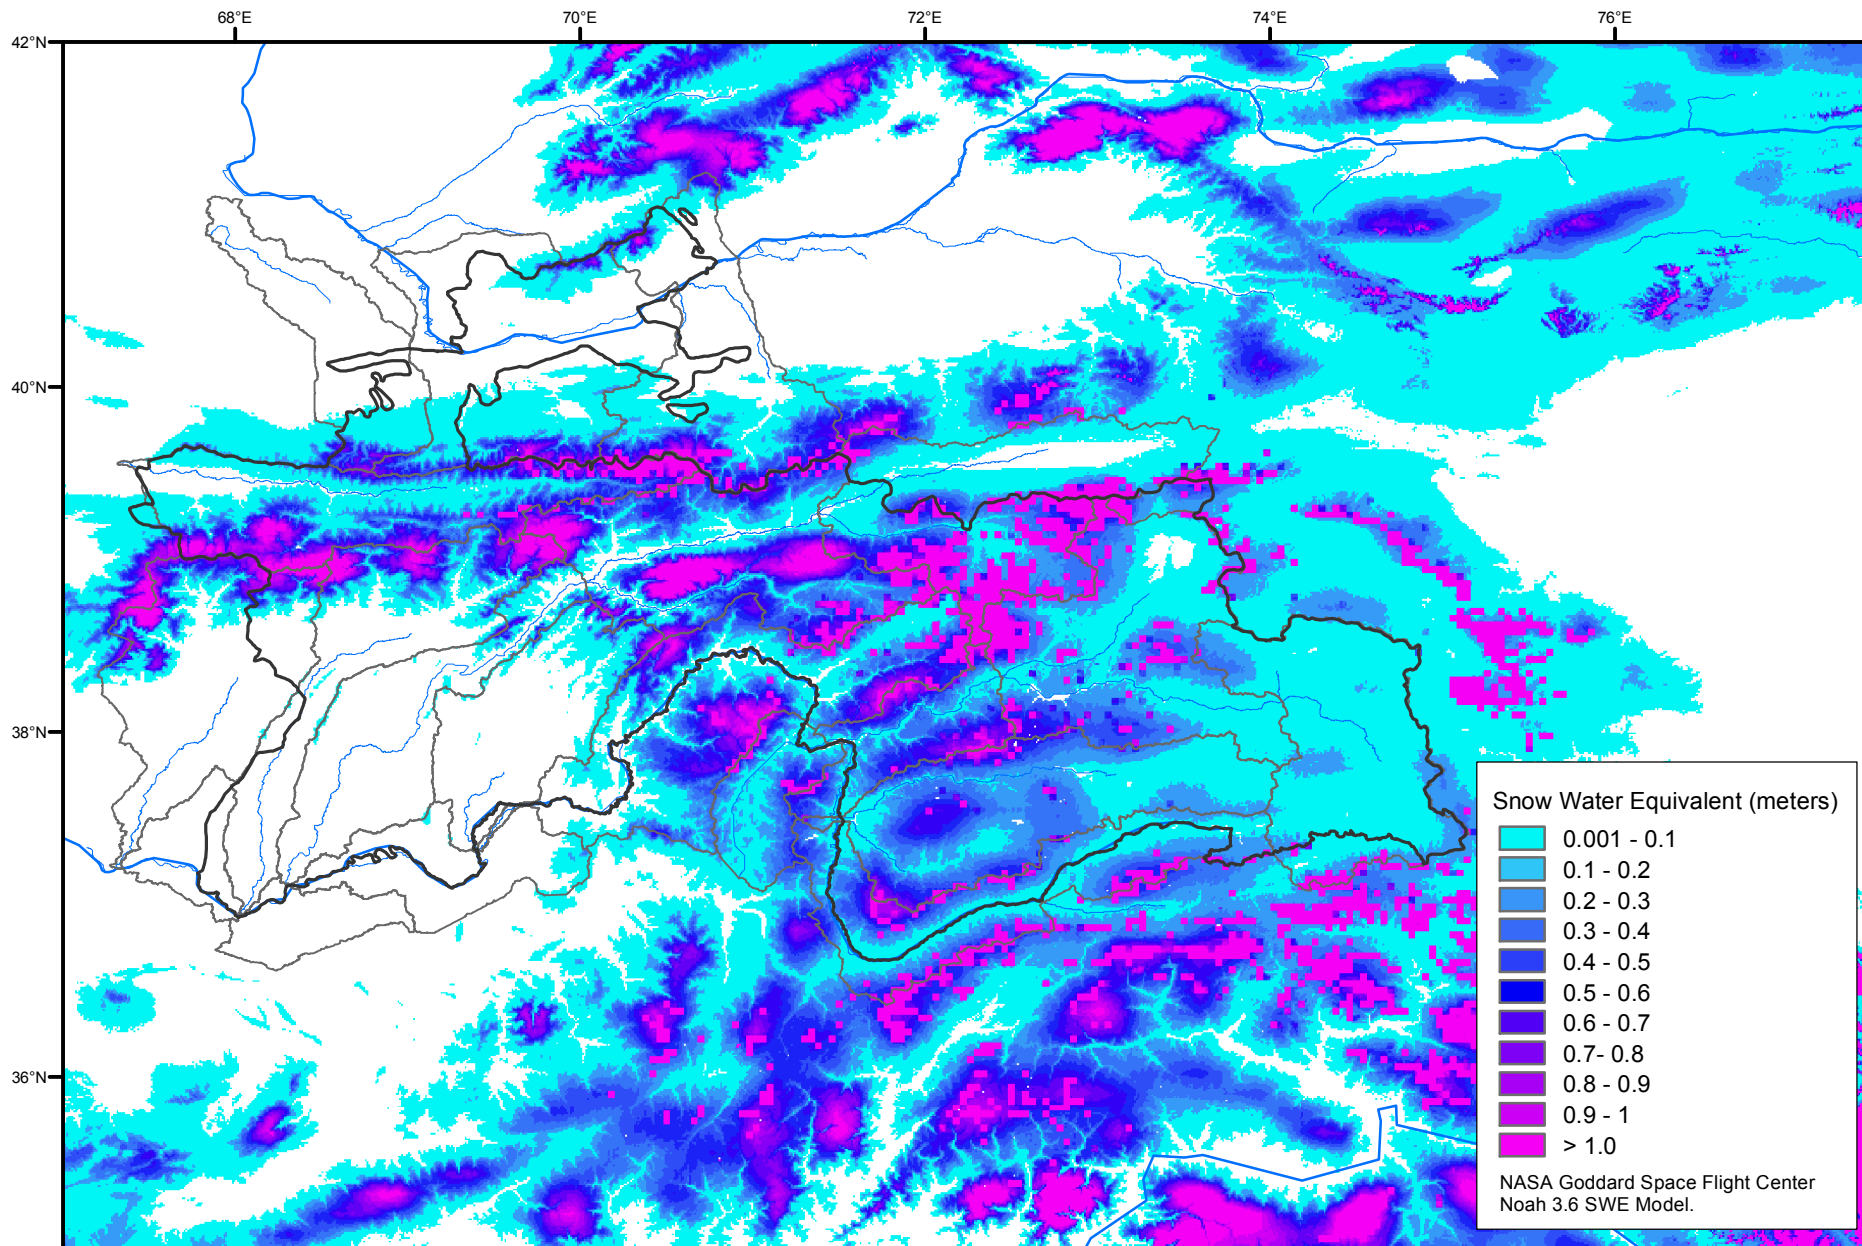 68°E 70°E 72°E 74°E 76°E
42°N
40°N
38°N
36°N
Snow Water Equivalent (meters)
0.001 - 0.1
0.1 - 0.2
0.2 - 0.3
0.3 - 0.4
0.4 - 0.5
0.5 - 0.6
0.6 - 0.7
0.7- 0.8
0.8 - 0.9
0.9 - 1
> 1.0
NASA Goddard Space Flight Center
Noah 3.6 SWE Model.